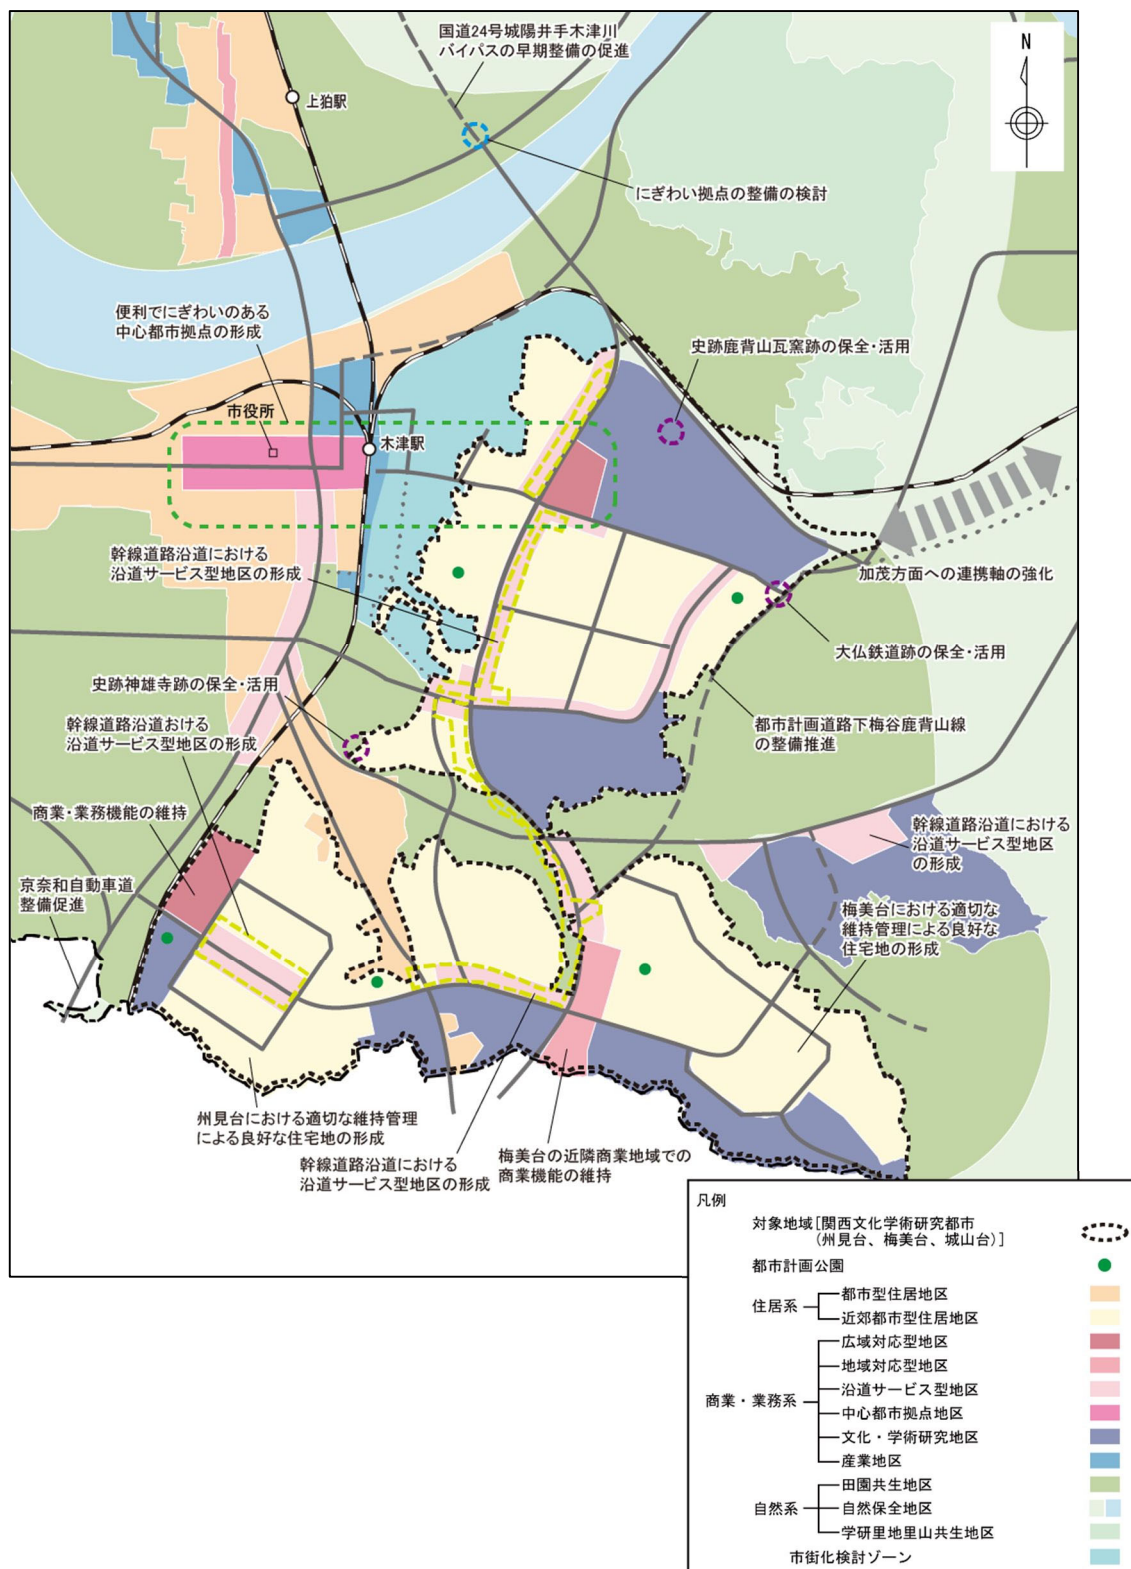 国道24号城陽井手木津川
バイパスの早期整備の促進
N
上狛駅
にぎわい拠点の整備の検討
便利でにぎわいのある
中心都市拠点の形成
史跡鹿背山瓦窯跡の保全・活用
市役所
木津駅
幹線道路沿道における
沿道サービス型地区の形成
加茂方面への連携軸の強化
大仏鉄道跡の保全・活用
史跡神雄寺跡の保全・活用
都市計画道路下梅谷鹿背山線
の整備推進
幹線道路沿道おける
沿道サービス型地区の形成
商業・業務機能の維持
幹線道路沿道における
沿道サービス型地区
の形成
京奈和自動車道
整備促進
梅美台における適切な
維持管理による良好な
住宅地の形成
州見台における適切な維持管理
による良好な住宅地の形成
幹線道路沿道における
沿道サービス型地区の形成
梅美台の近隣商業地域での
商業機能の維持
凡例
対象地域[関西文化学術研究都市
(州見台、梅美台、城山台)]
都市計画公園
住居系
都市型住居地区
近郊都市型住居地区
商業・業務系
広域対応型地区
地域対応型地区
沿道サービス型地区
中心都市拠点地区
文化・学術研究地区
産業地区
自然系
田園共生地区
自然保全地区
学研里地里山共生地区
市街化検討ゾーン